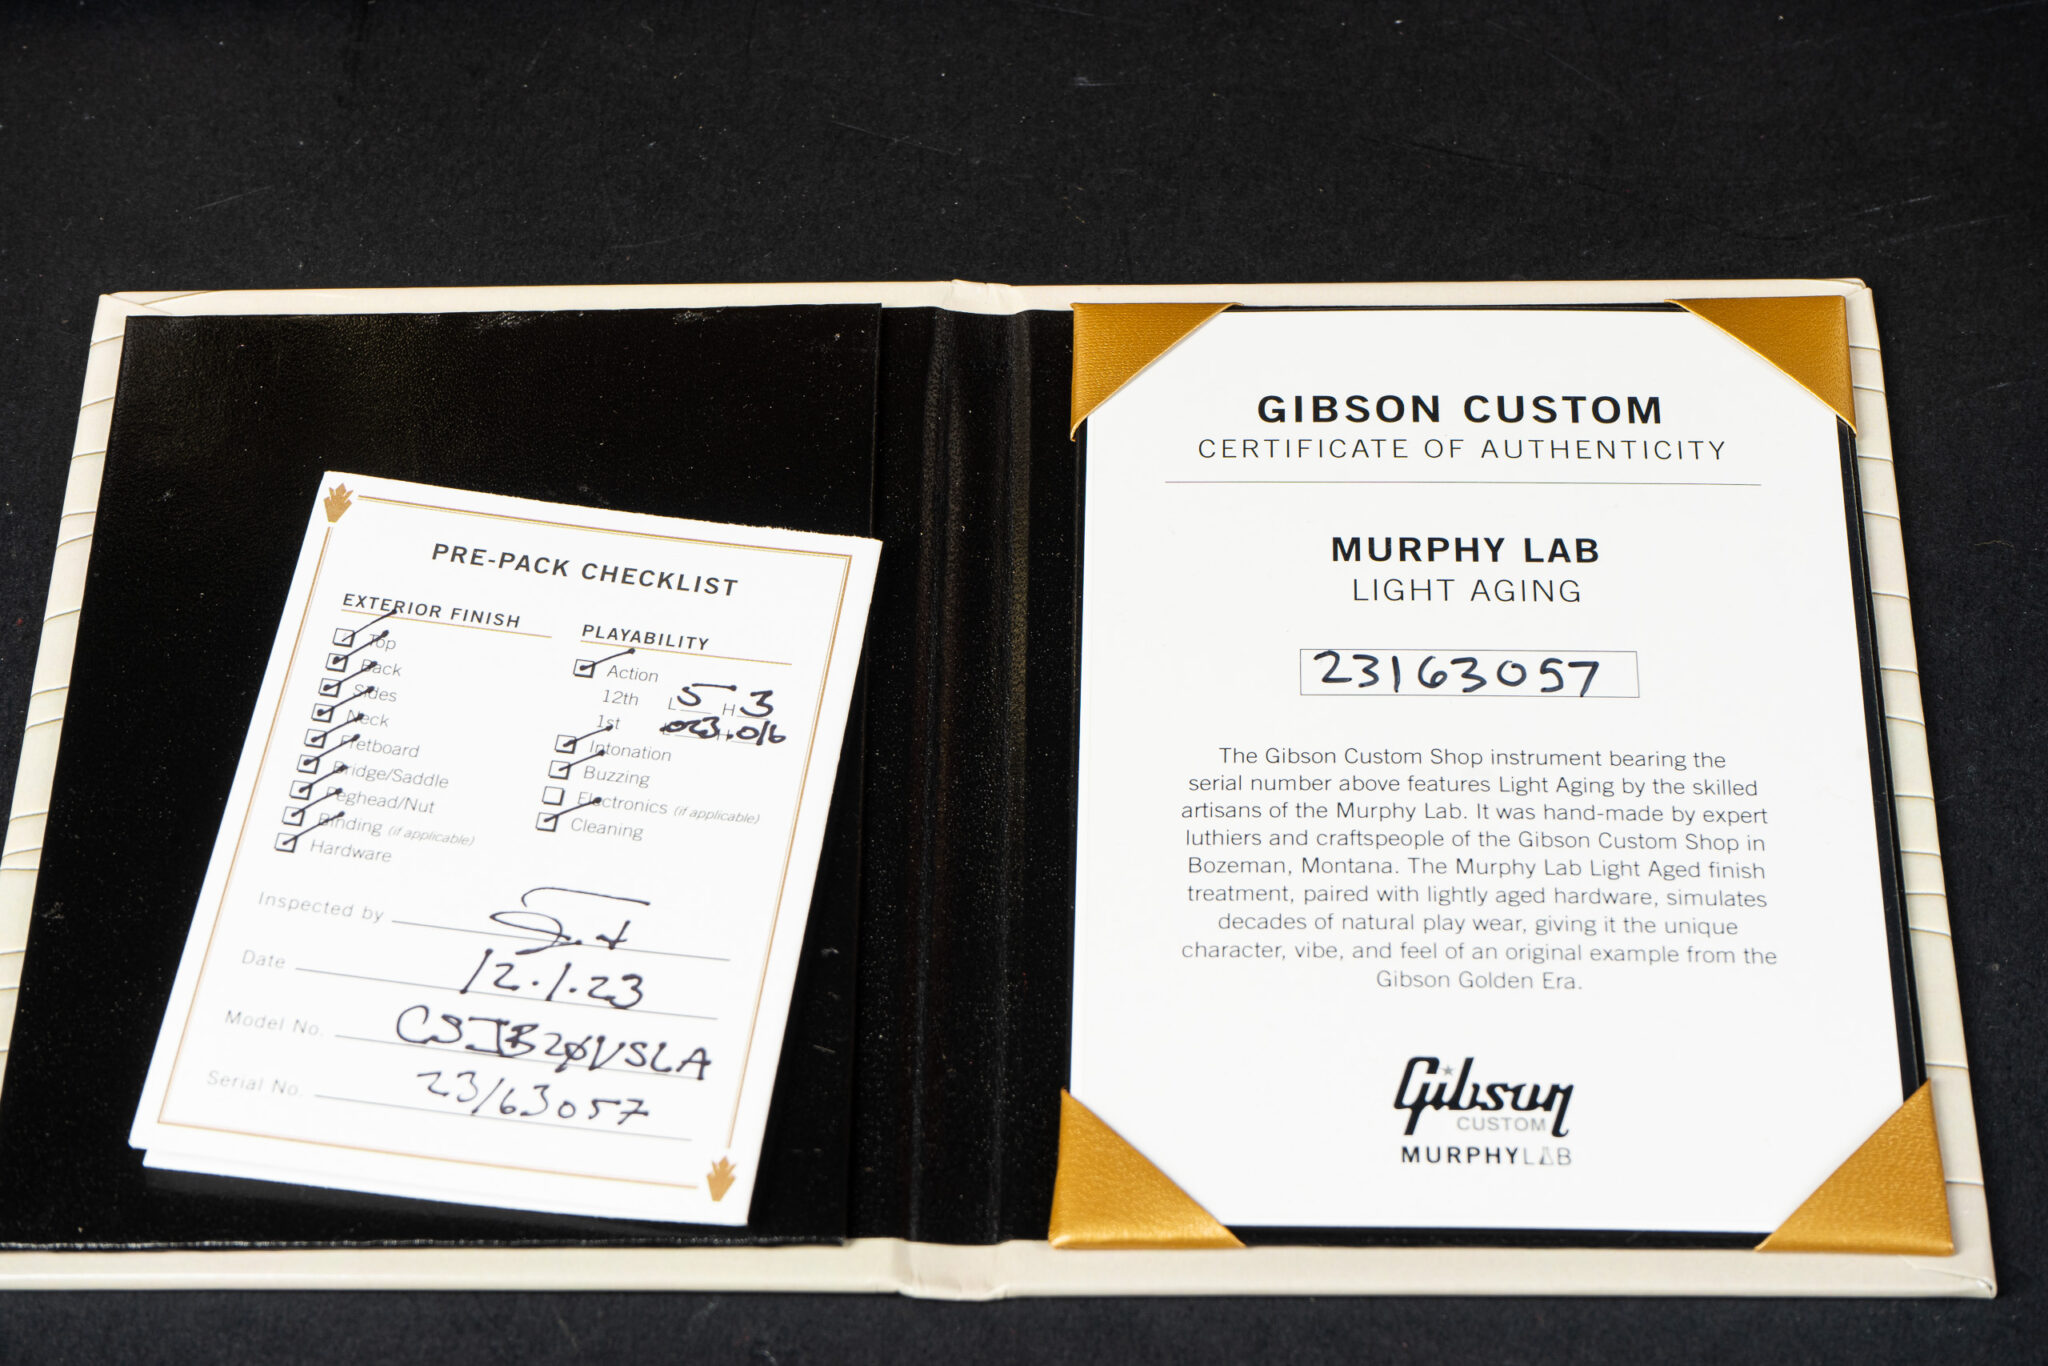 PRE-PACK CHECKLIST
EXTERIOR FINISH
Top
Back
Sides
Neck
Fretboard
Bridge/Saddle
Peghead/Nut
Binding (if applicable)
Hardware
PLAYABILITY
Action
12th L 5 H 3
1st .023 .016
Intonation
Buzzing
Electronics (if applicable)
Cleaning
Inspected by
Date 12.1.23
Model No. CSJB20VSLA
Serial No. 23163057
GIBSON CUSTOM
CERTIFICATE OF AUTHENTICITY
MURPHY LAB
LIGHT AGING
23163057
The Gibson Custom Shop instrument bearing the
serial number above features Light Aging by the skilled
artisans of the Murphy Lab. It was hand-made by expert
luthiers and craftspeople of the Gibson Custom Shop in
Bozeman, Montana. The Murphy Lab Light Aged finish
treatment, paired with lightly aged hardware, simulates
decades of natural play wear, giving it the unique
character, vibe, and feel of an original example from the
Gibson Golden Era.
Gibson
CUSTOM
MURPHYLAB